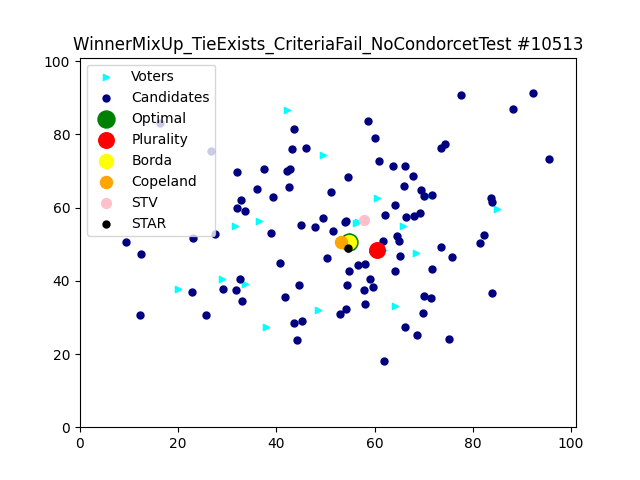 WinnerMixUp_TieExists_CriteriaFail_NoCondorcetTest #10513
100
80
60
40
20
0
Voters
Candidates
Optimal
Plurality
Borda
Copeland
STV
STAR
0 20 40 60 80 100